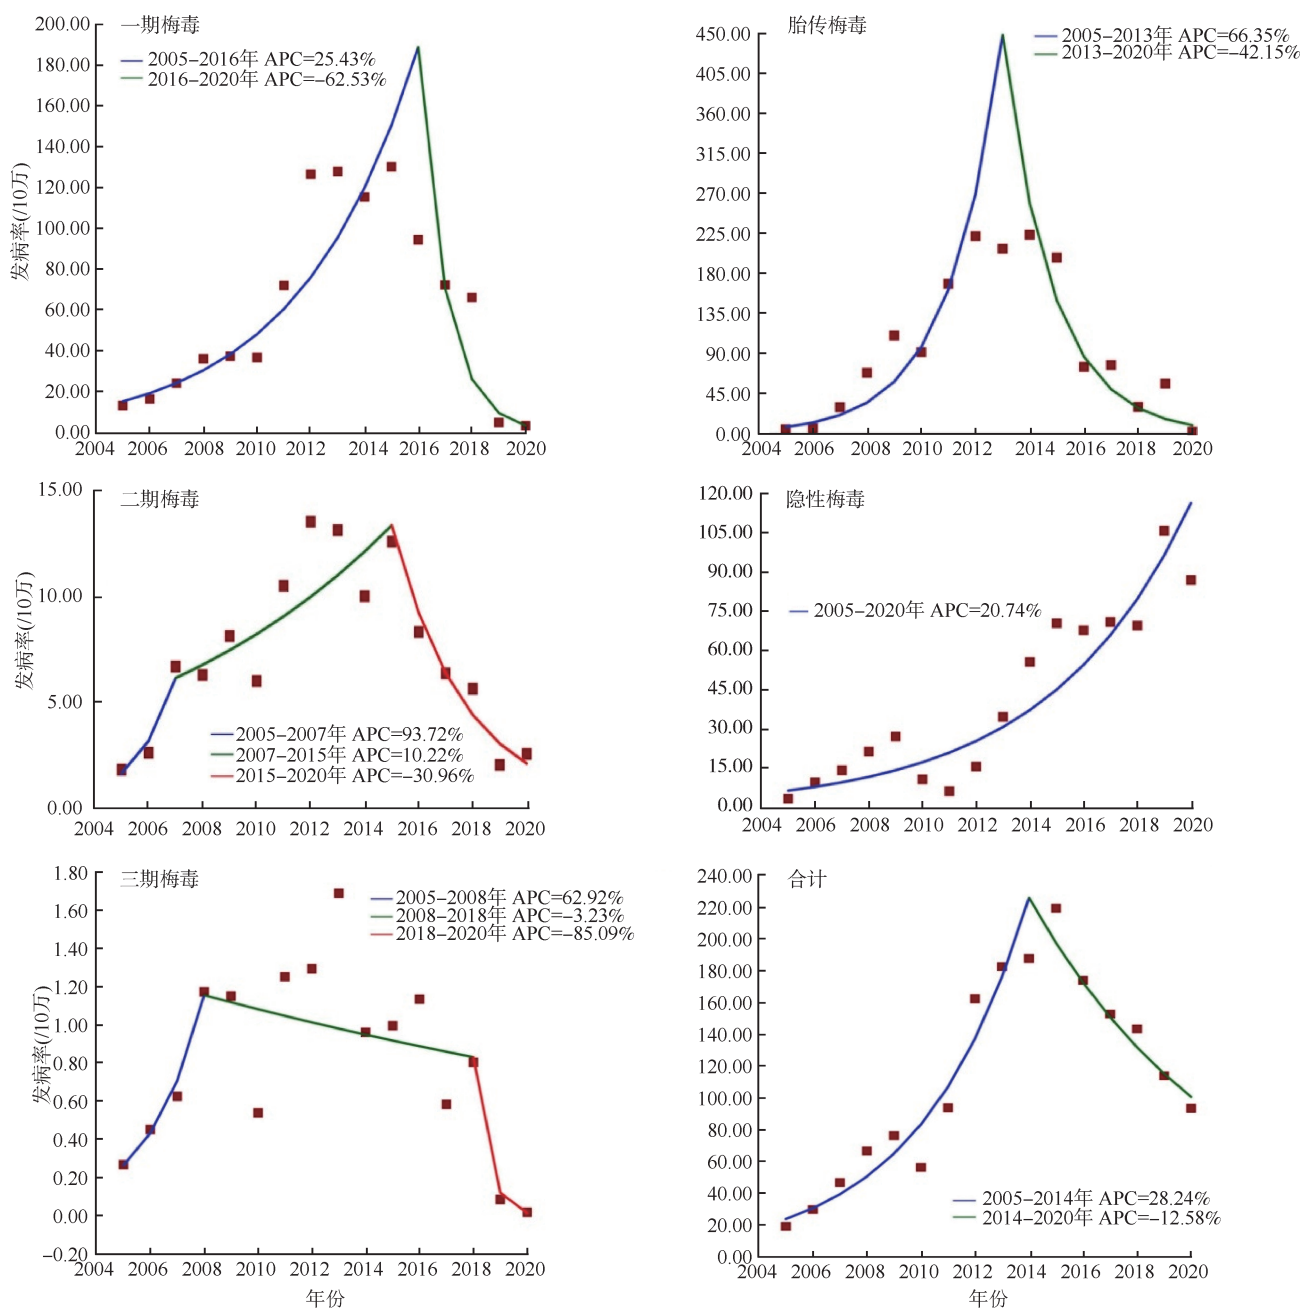 一期梅毒
2005–2016年 APC=25.43%
2016–2020年 APC=–62.53%
发病率(/10万)
200.00
180.00
160.00
140.00
120.00
100.00
80.00
60.00
40.00
20.00
0.00
2004 2006 2008 2010 2012 2014 2016 2018 2020
胎传梅毒
2005–2013年 APC=66.35%
2013–2020年 APC=–42.15%
450.00
405.00
360.00
315.00
270.00
225.00
180.00
135.00
90.00
45.00
0.00
2004 2006 2008 2010 2012 2014 2016 2018 2020
二期梅毒
发病率(/10万)
15.00
10.00
5.00
0.00
2005–2007年 APC=93.72%
2007–2015年 APC=10.22%
2015–2020年 APC=–30.96%
2004 2006 2008 2010 2012 2014 2016 2018 2020
隐性梅毒
2005–2020年 APC=20.74%
120.00
105.00
90.00
75.00
60.00
45.00
30.00
15.00
0.00
2004 2006 2008 2010 2012 2014 2016 2018 2020
三期梅毒
2005–2008年 APC=62.92%
2008–2018年 APC=–3.23%
2018–2020年 APC=–85.09%
发病率(/10万)
1.80
1.60
1.40
1.20
1.00
0.80
0.60
0.40
0.20
0.00
–0.20
2004 2006 2008 2010 2012 2014 2016 2018 2020
年份
合计
240.00
220.00
200.00
180.00
160.00
140.00
120.00
100.00
80.00
60.00
40.00
20.00
0.00
2005–2014年 APC=28.24%
2014–2020年 APC=–12.58%
2004 2006 2008 2010 2012 2014 2016 2018 2020
年份